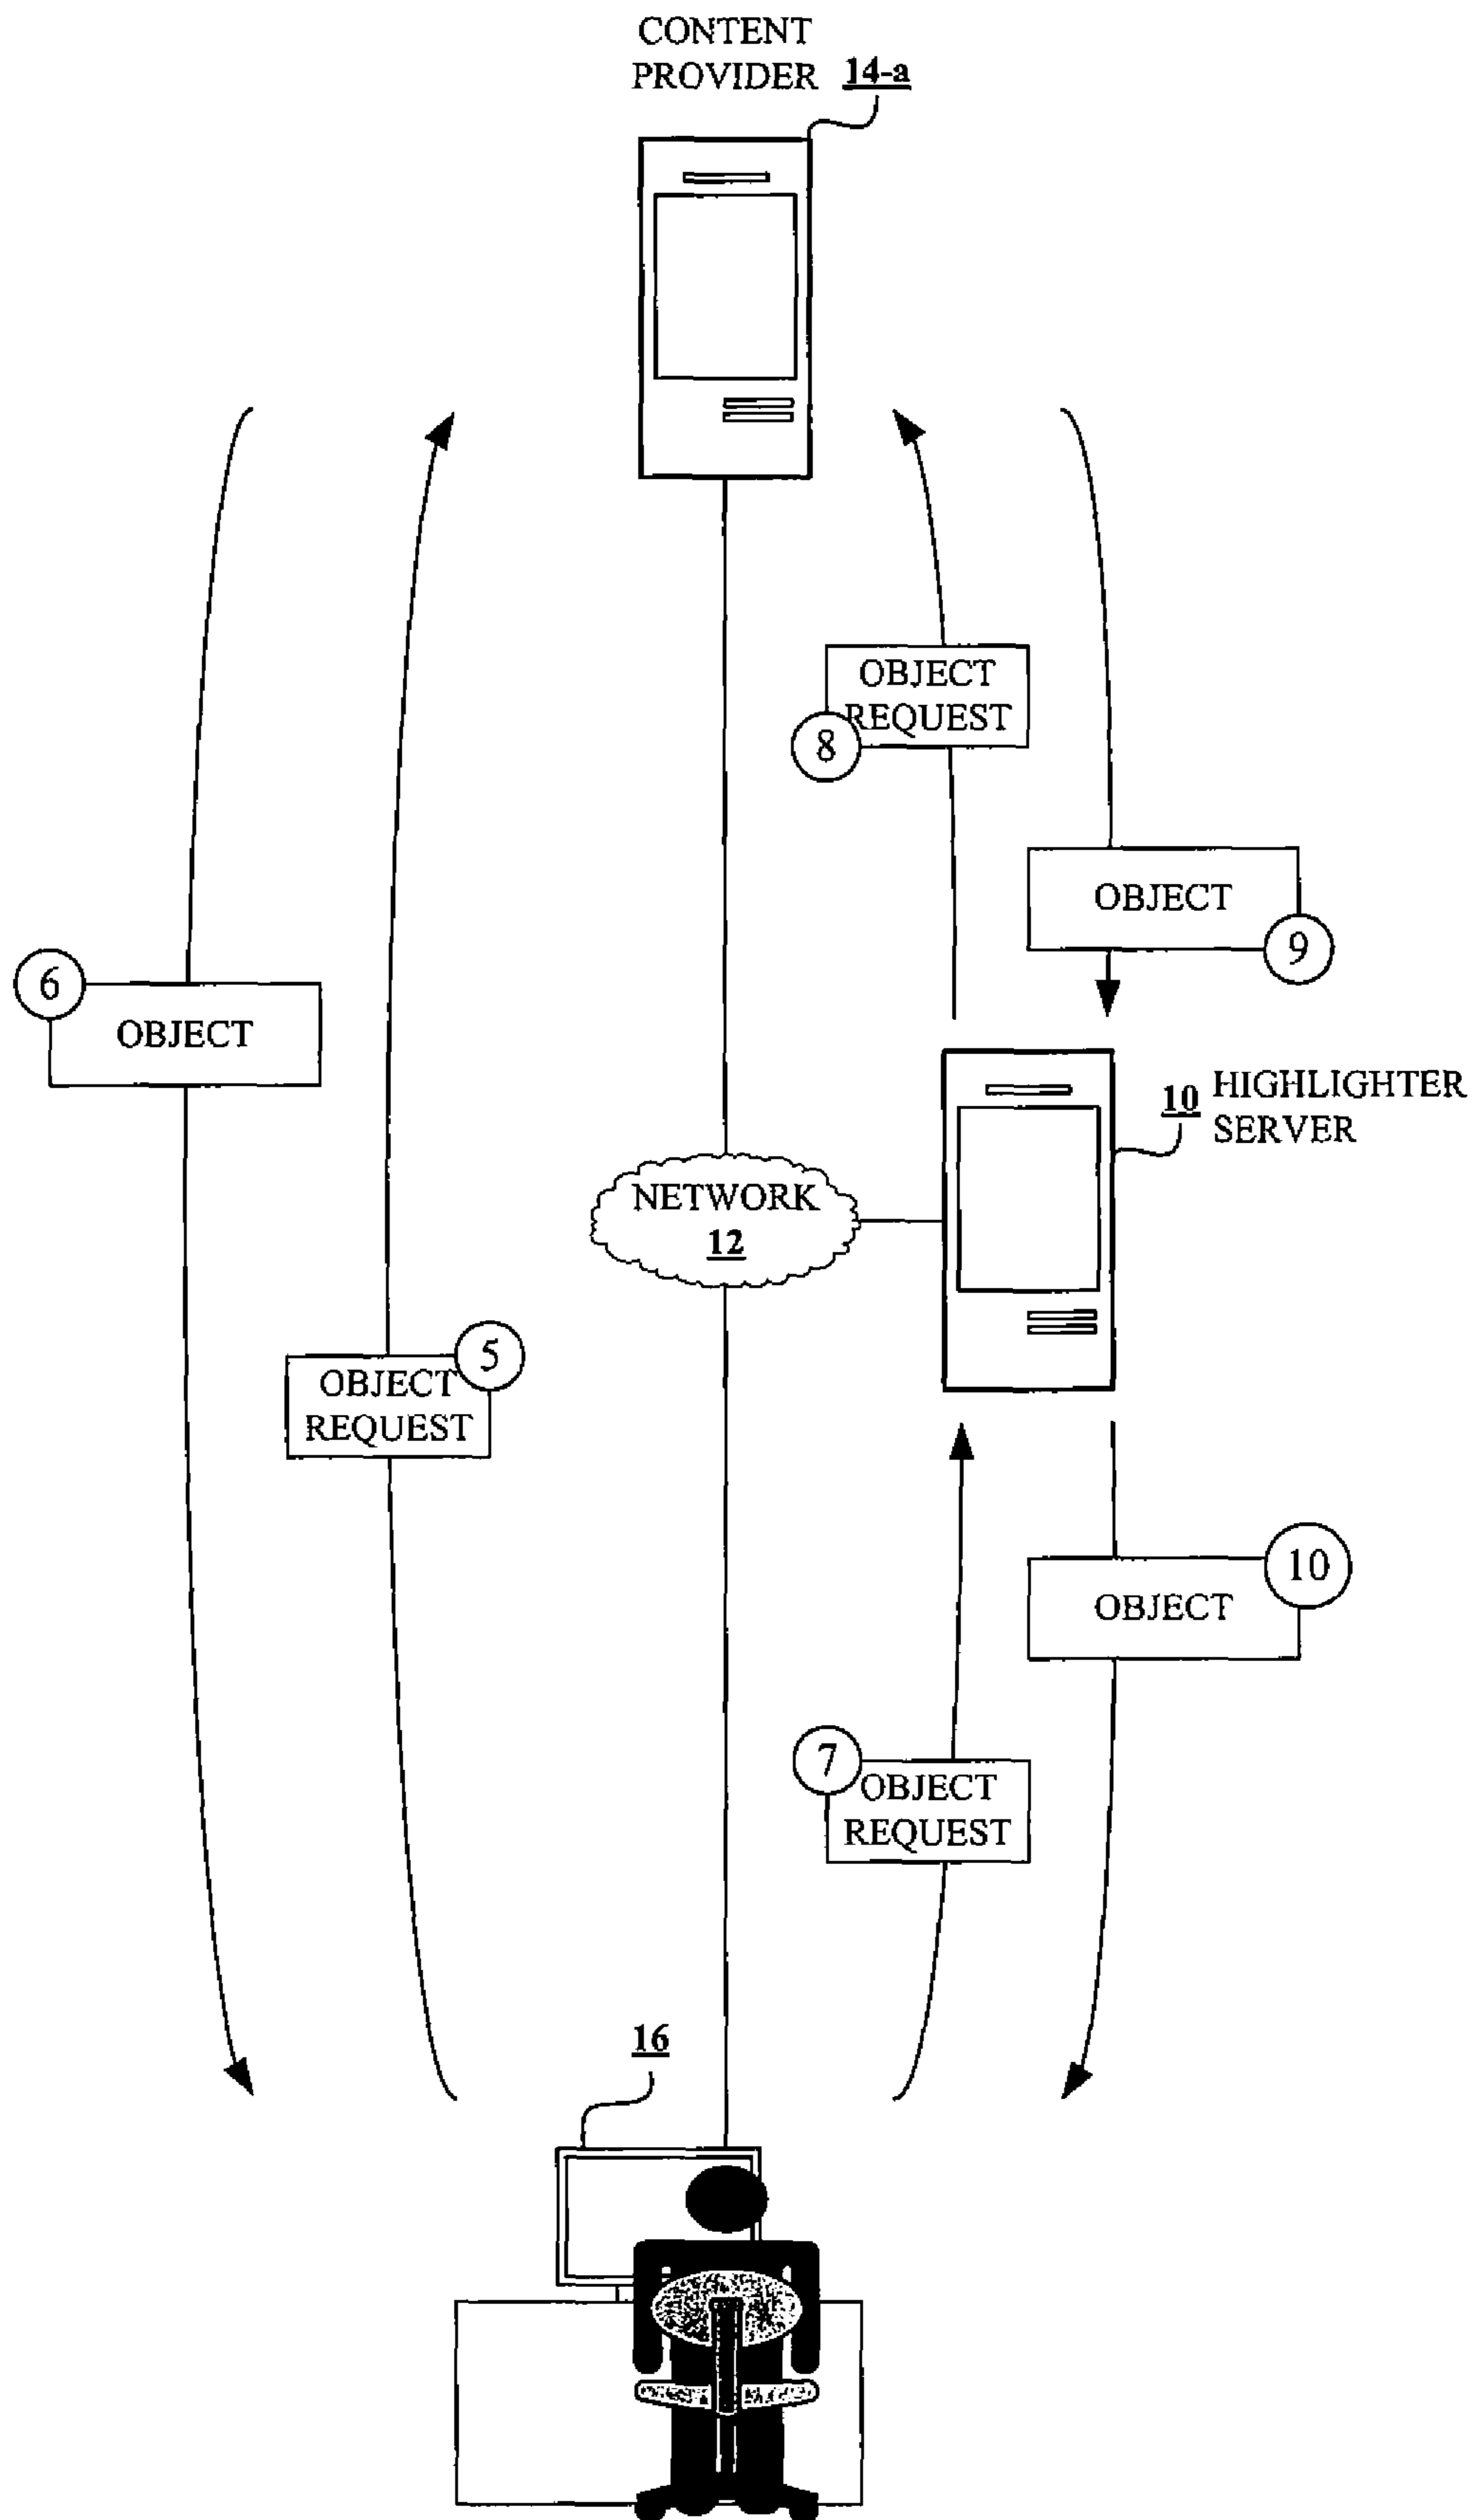 CONTENT
PROVIDER 14-a
OBJECT
REQUEST
8
OBJECT
9
6
OBJECT
10 HIGHLIGHTER
SERVER
NETWORK
12
5
OBJECT
REQUEST
10
OBJECT
7
OBJECT
REQUEST
16